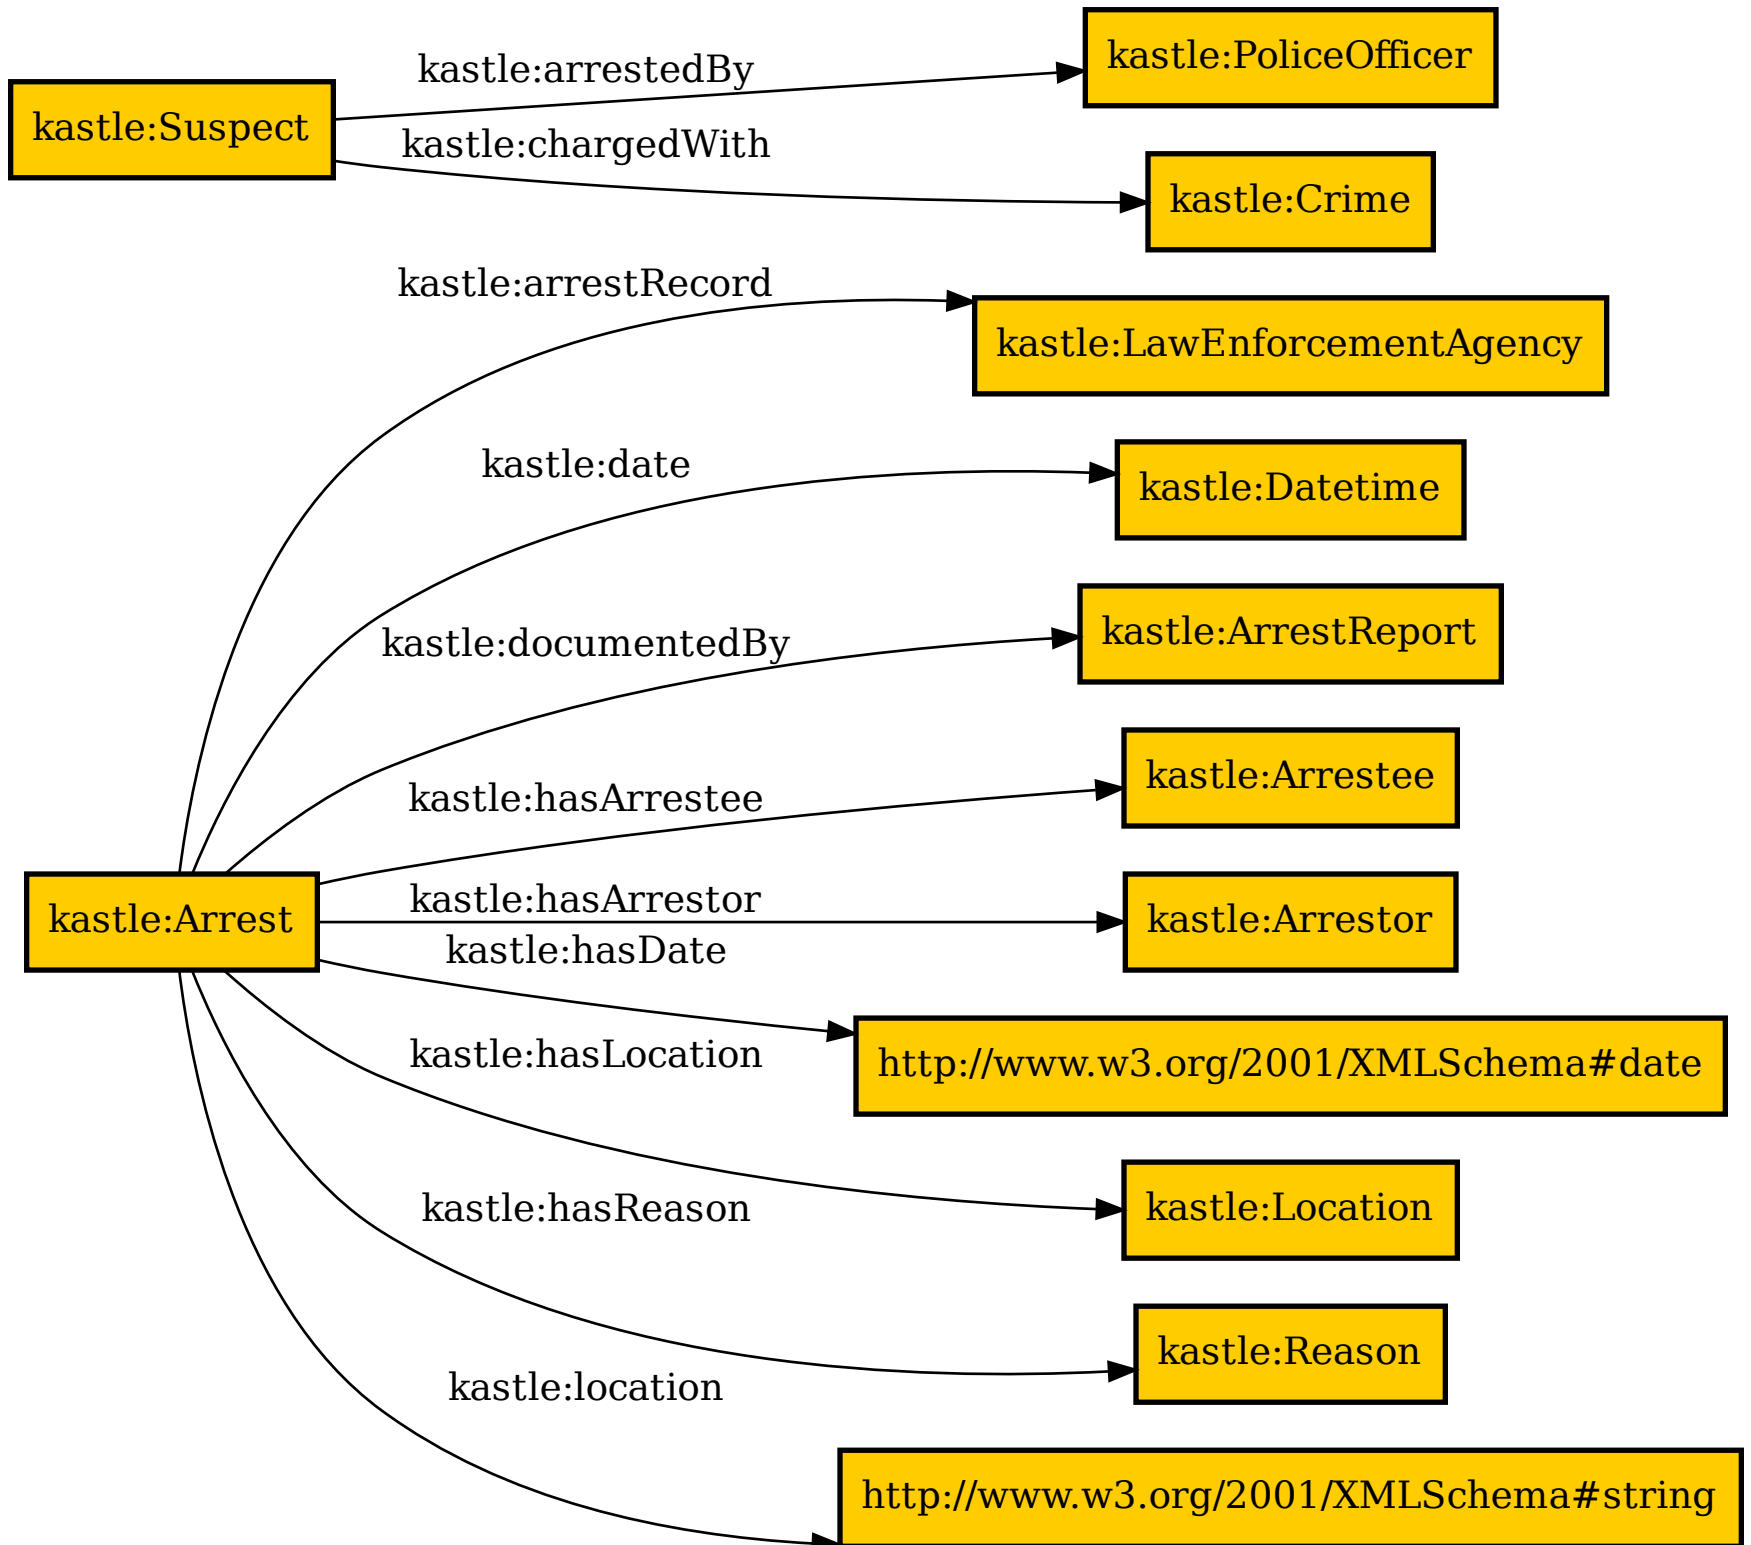 kastle:arrestedBy
kastle:PoliceOfficer
kastle:Suspect
kastle:chargedWith
kastle:Crime
kastle:arrestRecord
kastle:LawEnforcementAgency
kastle:date
kastle:Datetime
kastle:documentedBy
kastle:ArrestReport
kastle:hasArrestee
kastle:Arrestee
kastle:Arrest
kastle:hasArrestor
kastle:Arrestor
kastle:hasDate
http://www.w3.org/2001/XMLSchema#date
kastle:hasLocation
kastle:Location
kastle:hasReason
kastle:Reason
kastle:location
http://www.w3.org/2001/XMLSchema#string